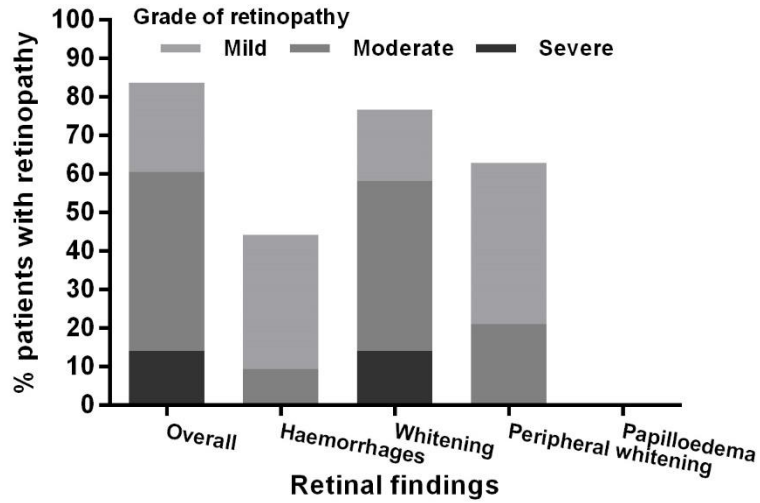 Grade of retinopathy
Mild Moderate Severe
% patients with retinopathy
100
90
80
70
60
50
40
30
20
10
0
Overall
Haemorrhages
Whitening
Peripheral whitening
Papilloedema
Retinal findings